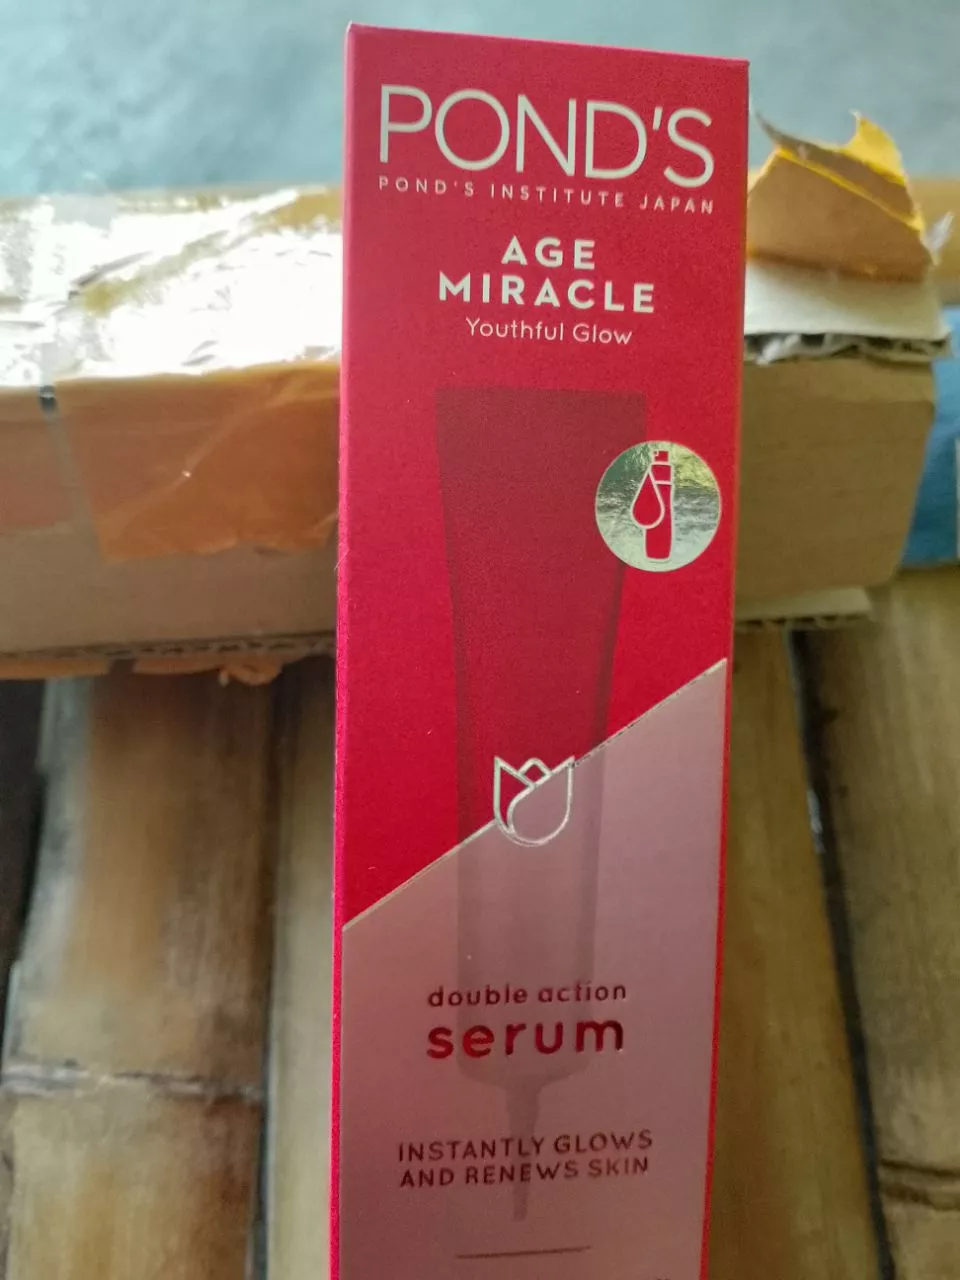 POND'S
POND'S INSTITUTE JAPAN
AGE
MIRACLE
Youthful Glow
double action
serum
INSTANTLY GLOWS
AND RENEWS SKIN